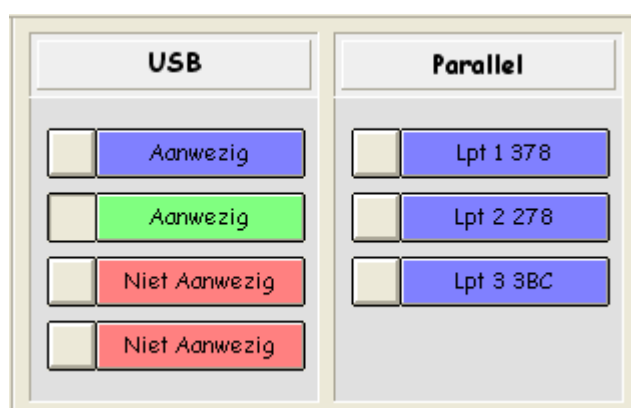 USB
Aanwezig
Aanwezig
Niet Aanwezig
Niet Aanwezig
Parallel
Lpt 1 378
Lpt 2 278
Lpt 3 3BC